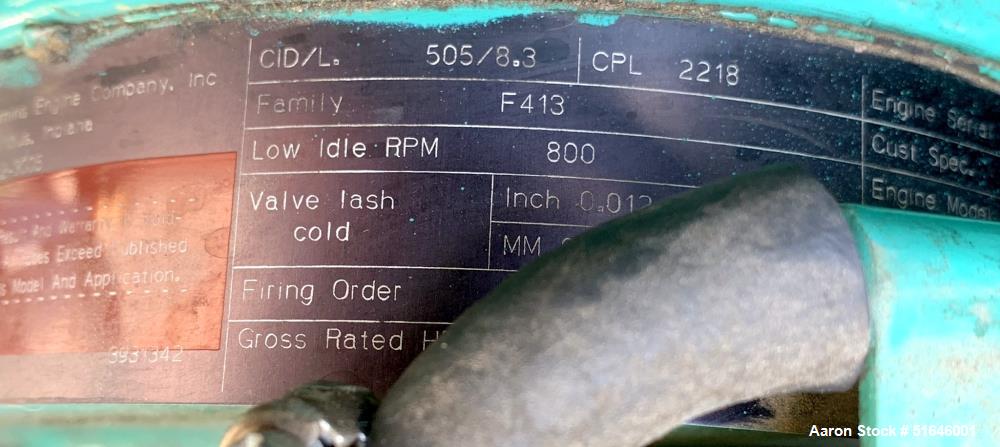 Engine Company, Inc
Indiana
And Warranty
Exceed Published
Model And Application.
3931342
CID/L. 505/8.3 CPL 2218
Family F413
Low Idle RPM 800
Valve lash cold Inch 0.012
MM
Firing Order
Gross Rated
Engine Serial
Cust Spec.
Engine Model
Aaron Stock # 51646001